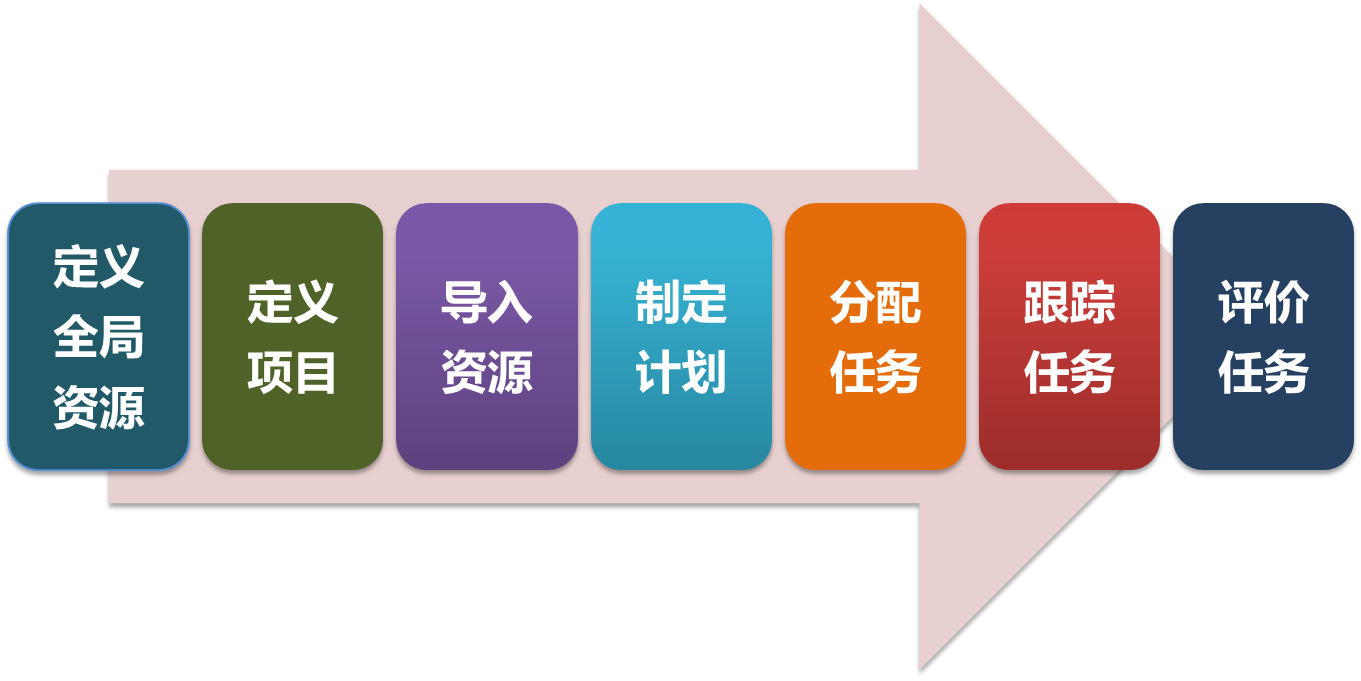 定义
全局
资源
定义
项目
导入
资源
制定
计划
分配
任务
跟踪
任务
评价
任务